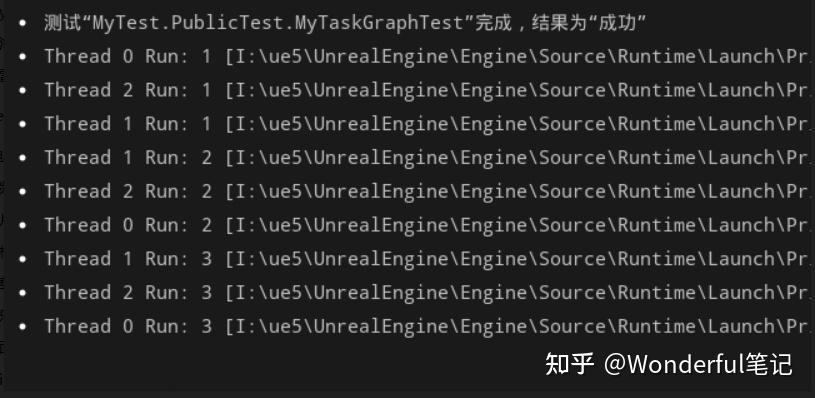 • 测试“MyTest.PublicTest.MyTaskGraphTest”完成，结果为“成功”
• Thread 0 Run: 1 [I:\ue5\UnrealEngine\Engine\Source\Runtime\Launch\Pr
• Thread 2 Run: 1 [I:\ue5\UnrealEngine\Engine\Source\Runtime\Launch\Pr
• Thread 1 Run: 1 [I:\ue5\UnrealEngine\Engine\Source\Runtime\Launch\Pr
• Thread 1 Run: 2 [I:\ue5\UnrealEngine\Engine\Source\Runtime\Launch\Pr
• Thread 2 Run: 2 [I:\ue5\UnrealEngine\Engine\Source\Runtime\Launch\Pr
• Thread 0 Run: 2 [I:\ue5\UnrealEngine\Engine\Source\Runtime\Launch\Pr
• Thread 1 Run: 3 [I:\ue5\UnrealEngine\Engine\Source\Runtime\Launch\Pr
• Thread 2 Run: 3 [I:\ue5\UnrealEngine\Engine\Source\Runtime\Launch\Pr
• Thread 0 Run: 3 [I:\ue5\UnrealEngine\Engine\Source\Runtime\Launch\Pr
知乎 @Wonderful笔记